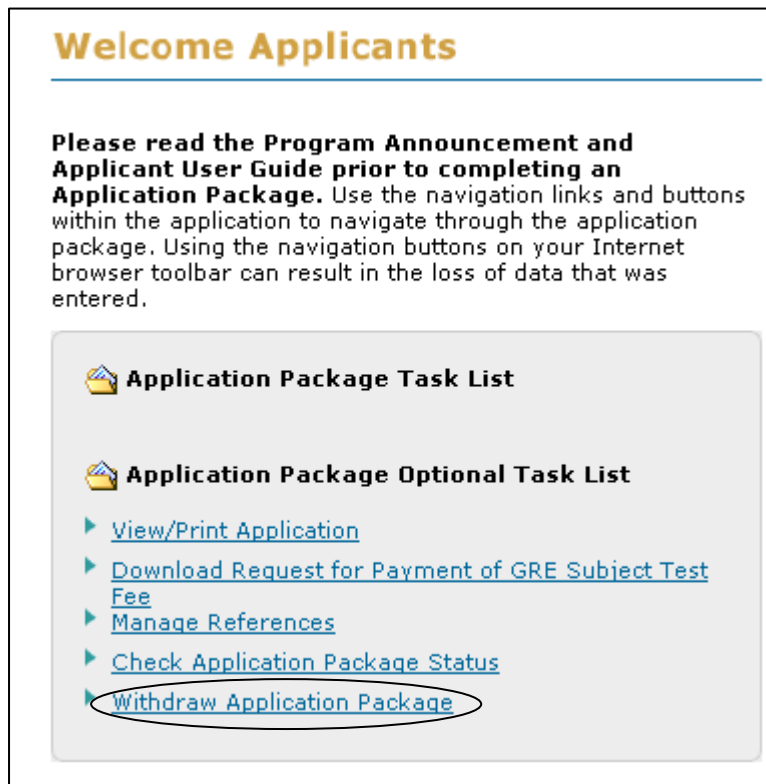 Welcome Applicants
Please read the Program Announcement and
Applicant User Guide prior to completing an
Application Package. Use the navigation links and buttons
within the application to navigate through the application
package. Using the navigation buttons on your Internet
browser toolbar can result in the loss of data that was
entered.
Application Package Task List
Application Package Optional Task List
View/Print Application
Download Request for Payment of GRE Subject Test
Fee
Manage References
Check Application Package Status
Withdraw Application Package